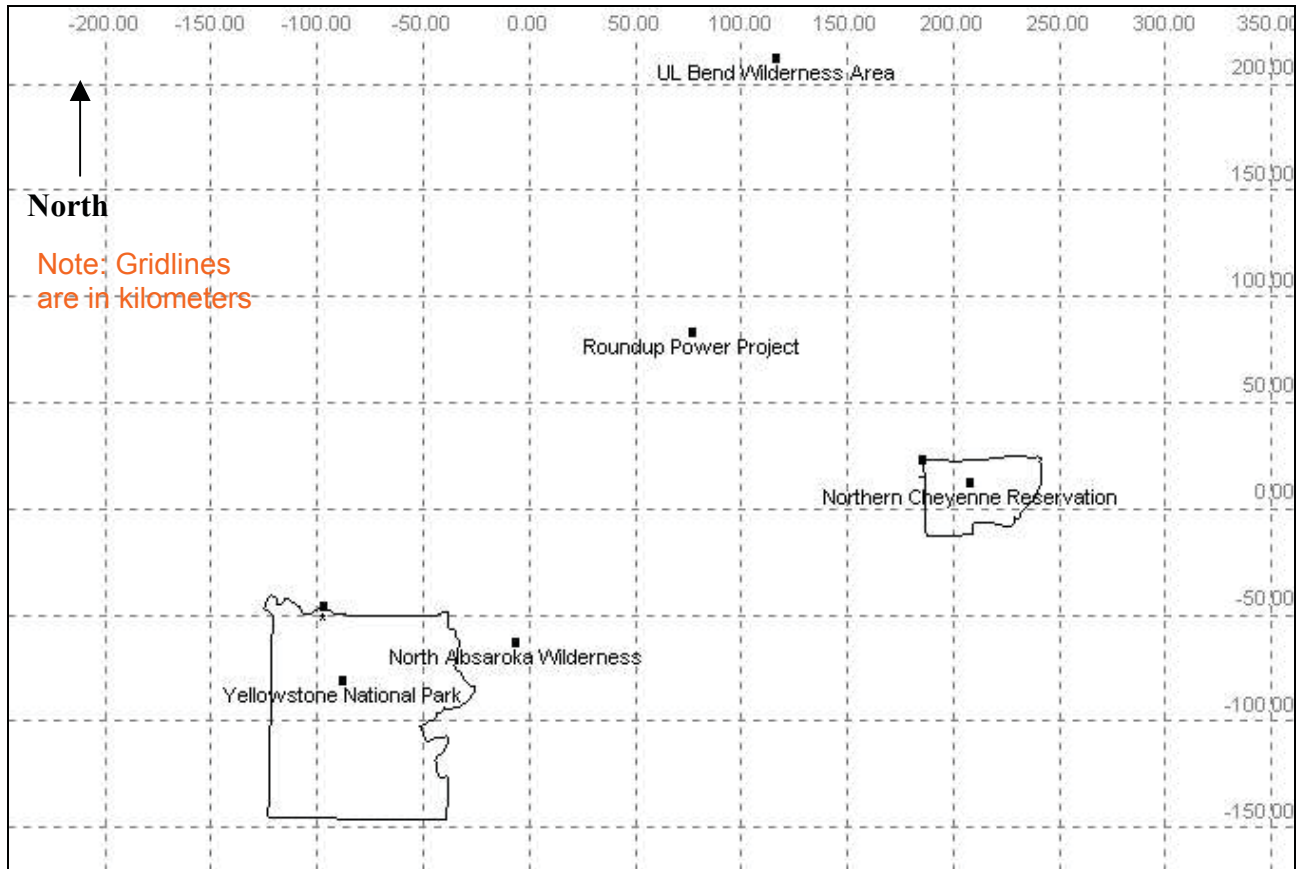 -200.00 -150.00 -100.00 -50.00 0.00 50.00 100.00 150.00 200.00 250.00 300.00 350.00
UL Bend Wilderness Area
200.00
150.00
North
Note: Gridlines
are in kilometers
100.00
Roundup Power Project
50.00
Northern Cheyenne Reservation
0.00
-50.00
North Absaroka Wilderness
Yellowstone National Park
-100.00
-150.00